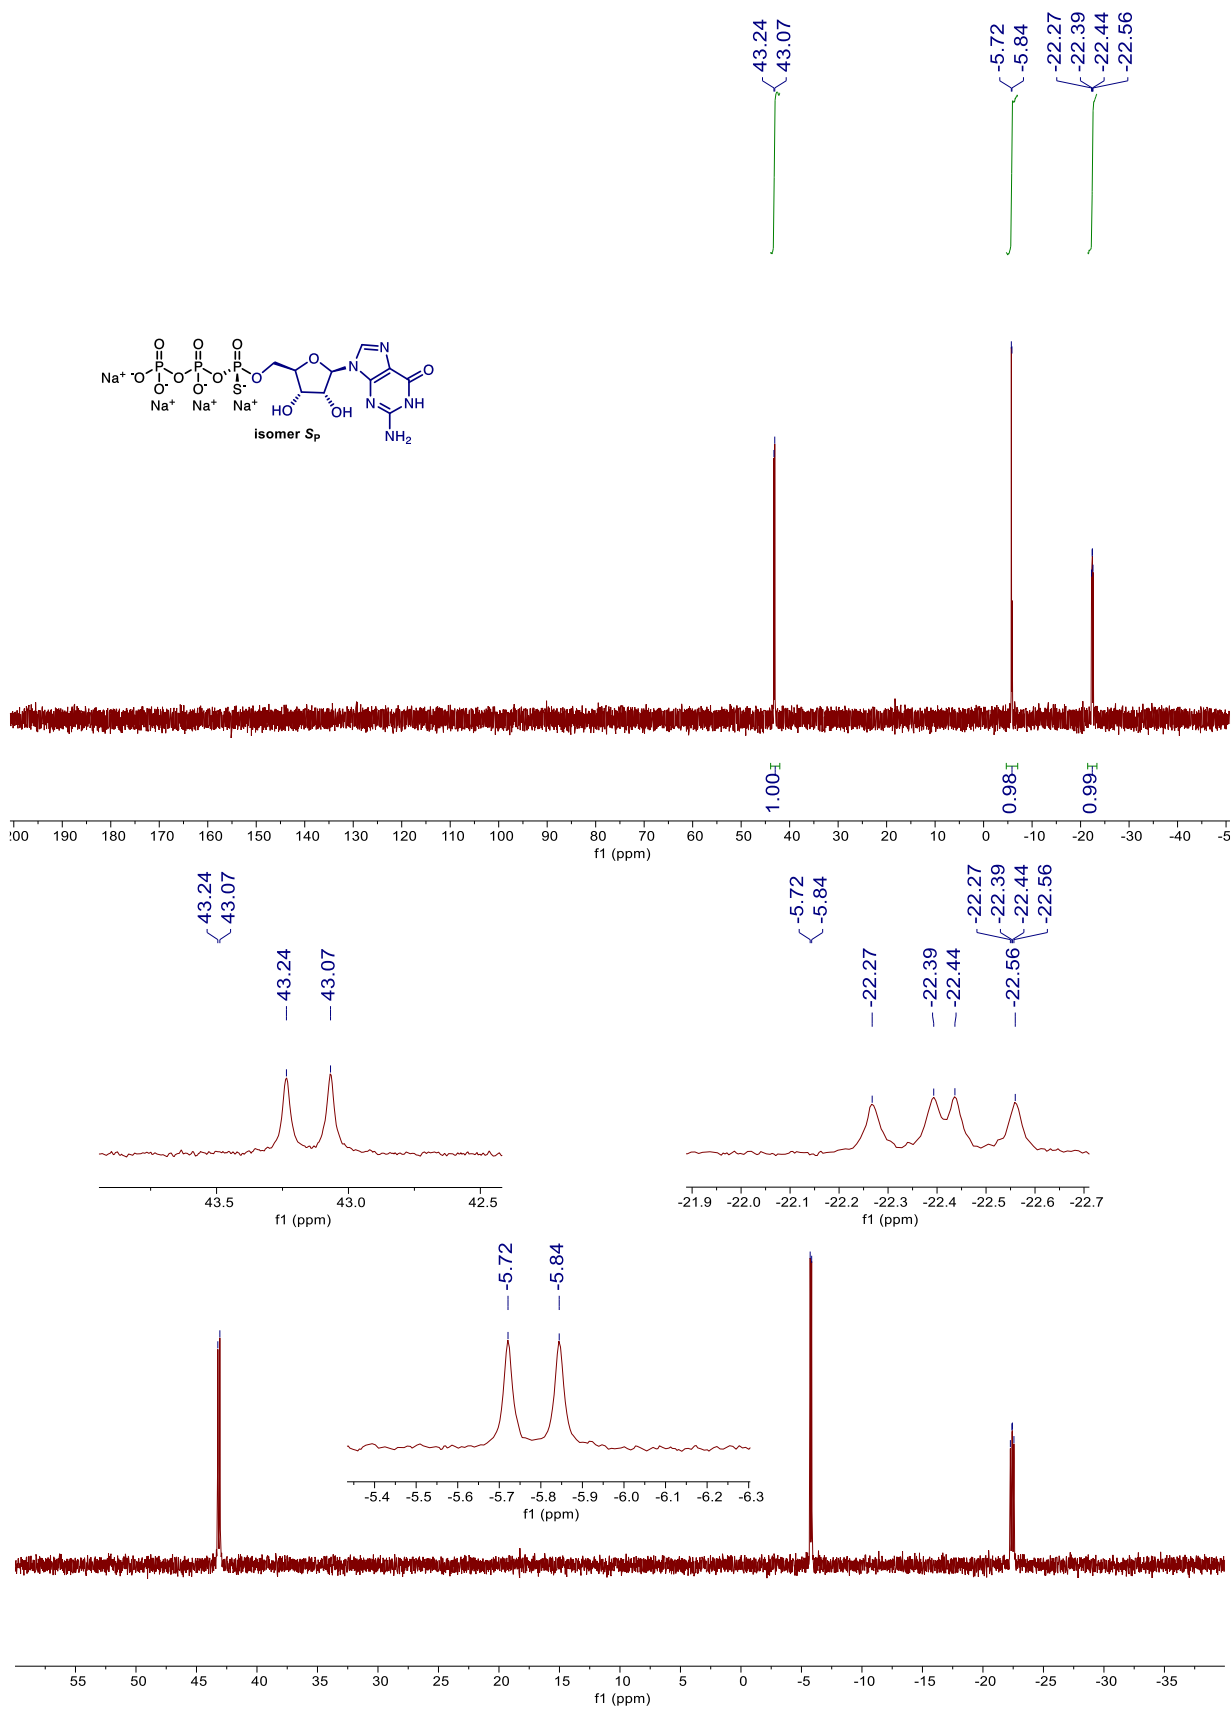 43.24
43.07
-5.72
-5.84
-22.27
-22.39
-22.44
-22.56
O O O
Na⁺ ⁻O P O P O P O O N N O
O⁻ O⁻ S⁻ N NH
Na⁺ Na⁺ Na⁺ HO OH NH₂
isomer Sₚ
1.00
0.98
0.99
200 190 180 170 160 150 140 130 120 110 100 90 80 70 60 50 40 30 20 10 0 -10 -20 -30 -40 -5
f1 (ppm)
43.24
43.07
-5.72
-5.84
-22.27
-22.39
-22.44
-22.56
43.24
43.07
-22.27
-22.39
-22.44
-22.56
43.5 43.0 42.5
f1 (ppm)
-21.9 -22.0 -22.1 -22.2 -22.3 -22.4 -22.5 -22.6 -22.7
f1 (ppm)
-5.72
-5.84
-5.4 -5.5 -5.6 -5.7 -5.8 -5.9 -6.0 -6.1 -6.2 -6.3
f1 (ppm)
55 50 45 40 35 30 25 20 15 10 5 0 -5 -10 -15 -20 -25 -30 -35
f1 (ppm)